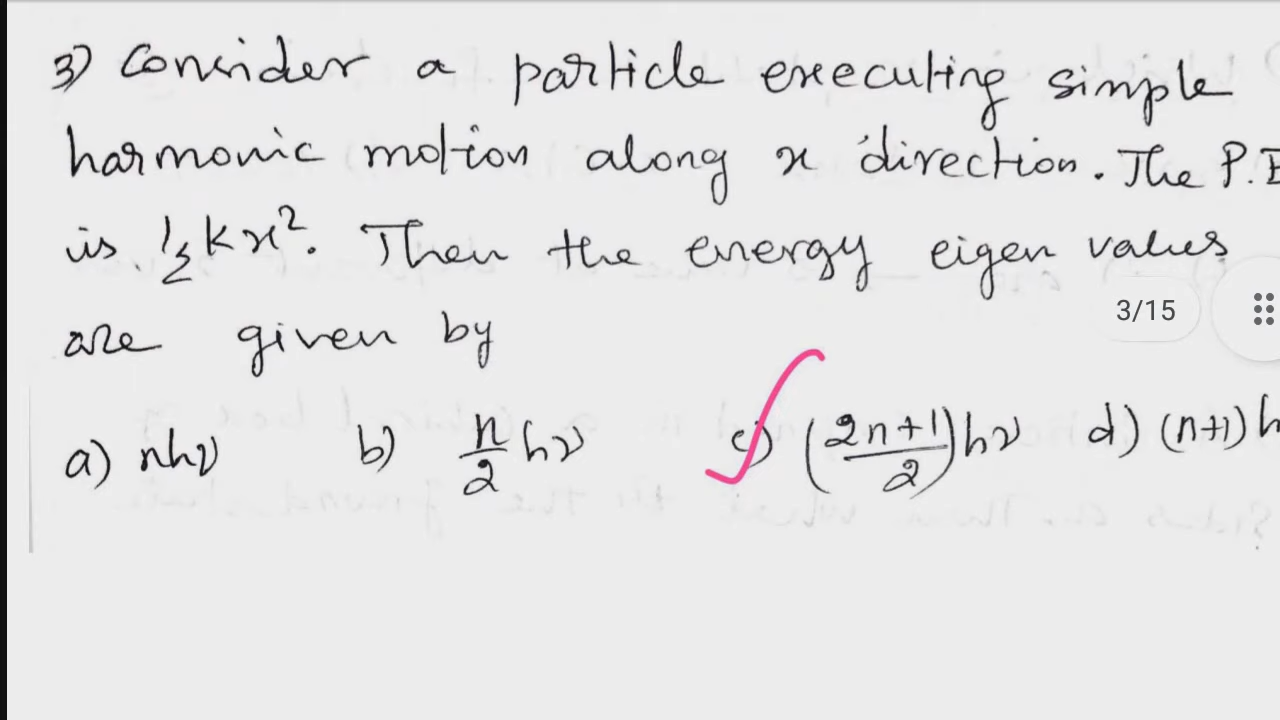 3) Consider a particle executing simple
harmonic motion along x direction. The P.E
is ½kx². Then the energy eigen values
are given by
3/15
a) nhν b) n/2 hν c) (2n+1/2)hν d) (n+1)h